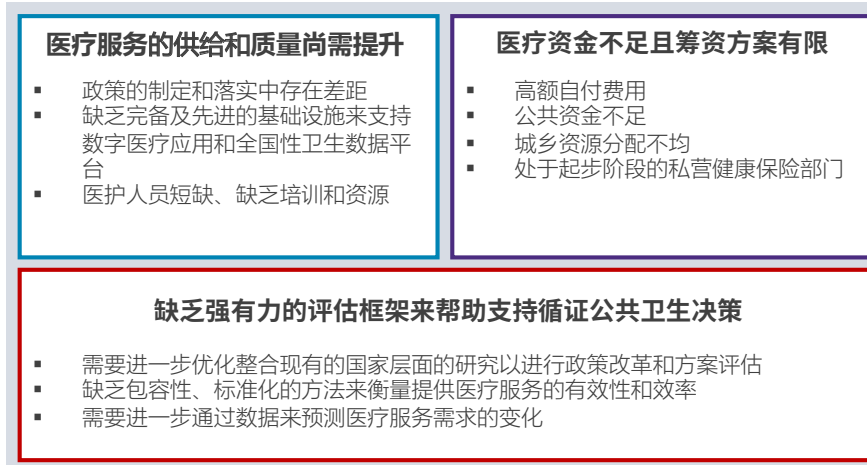 医疗服务的供给和质量尚需提升
▪ 政策的制定和落实中存在差距
▪ 缺乏完备及先进的基础设施来支持
数字医疗应用和全国性卫生数据平
台
▪ 医护人员短缺、缺乏培训和资源
医疗资金不足且筹资方案有限
▪ 高额自付费用
▪ 公共资金不足
▪ 城乡资源分配不均
▪ 处于起步阶段的私营健康保险部门
缺乏强有力的评估框架来帮助支持循证公共卫生决策
▪ 需要进一步优化整合现有的国家层面的研究以进行政策改革和方案评估
▪ 缺乏包容性、标准化的方法来衡量提供医疗服务的有效性和效率
▪ 需要进一步通过数据来预测医疗服务需求的变化